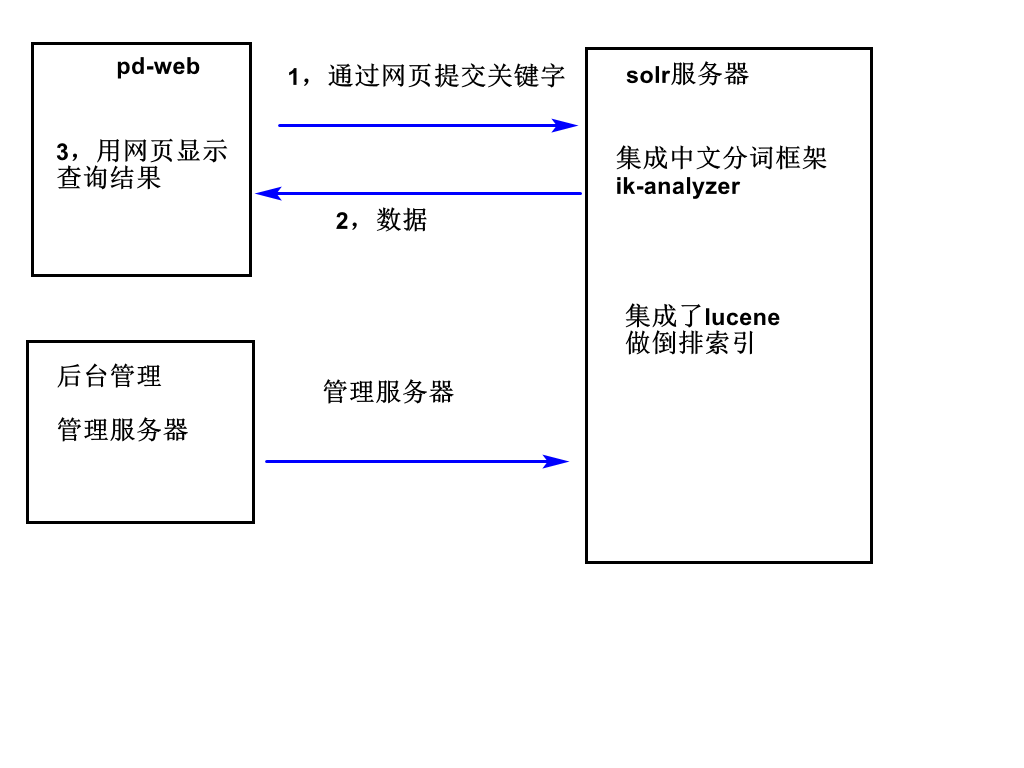 pd-web
3，用网页显示
查询结果
1，通过网页提交关键字
2，数据
solr服务器
集成中文分词框架
ik-analyzer
集成了lucene
做倒排索引
后台管理
管理服务器
管理服务器